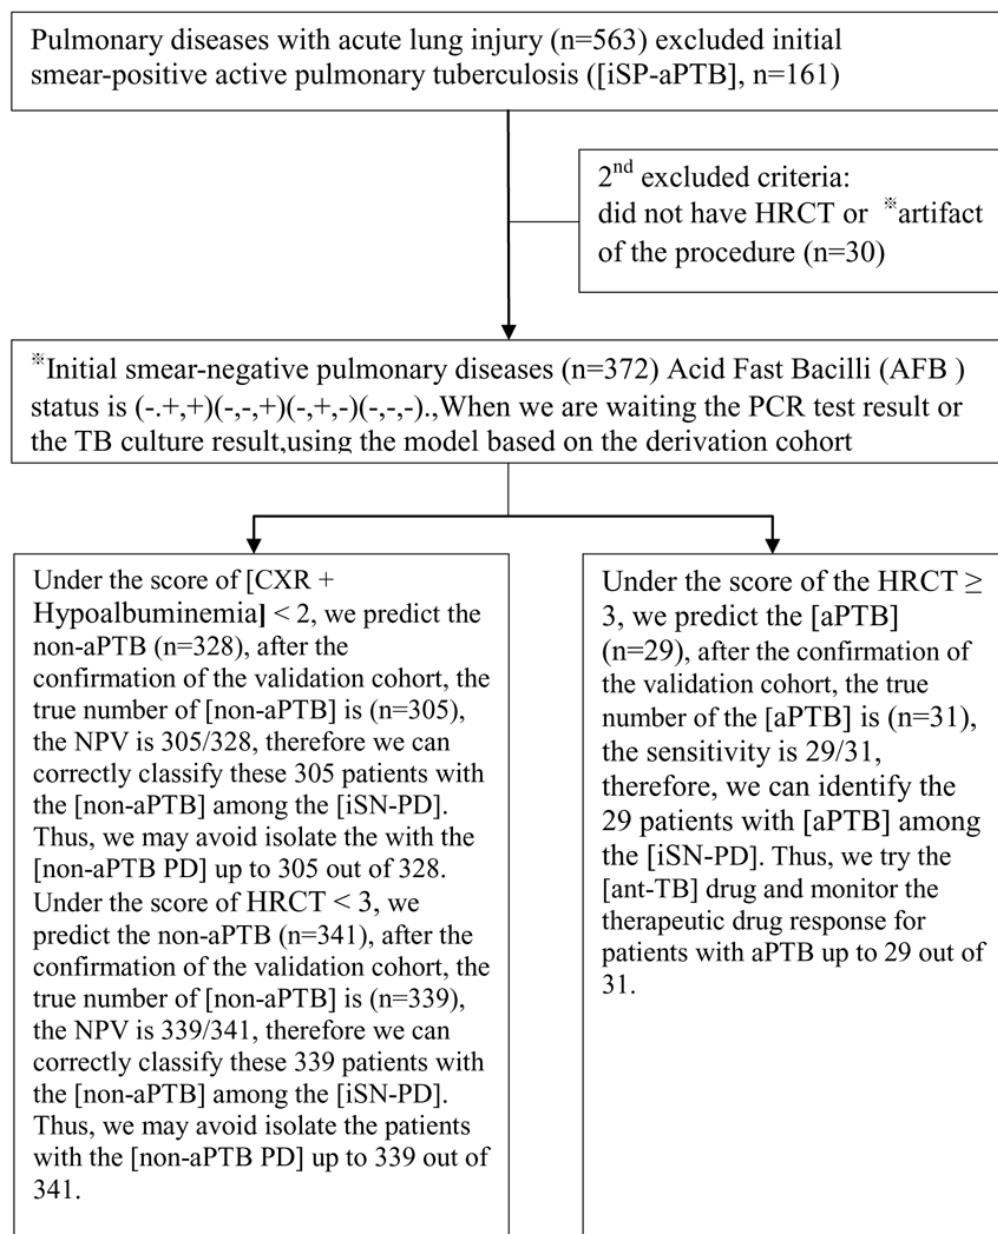 Pulmonary diseases with acute lung injury (n=563) excluded initial
smear-positive active pulmonary tuberculosis ([iSP-aPTB], n=161)
2nd excluded criteria:
did not have HRCT or ※artifact
of the procedure (n=30)
※Initial smear-negative pulmonary diseases (n=372) Acid Fast Bacilli (AFB )
status is (-.+,+)(-,-,+)(-,+,-)(-,-,-).,When we are waiting the PCR test result or
the TB culture result,using the model based on the derivation cohort
Under the score of [CXR +
Hypoalbuminemia] < 2, we predict the
non-aPTB (n=328), after the
confirmation of the validation cohort, the
true number of [non-aPTB] is (n=305),
the NPV is 305/328, therefore we can
correctly classify these 305 patients with
the [non-aPTB] among the [iSN-PD].
Thus, we may avoid isolate the with the
[non-aPTB PD] up to 305 out of 328.
Under the score of HRCT < 3, we
predict the non-aPTB (n=341), after the
confirmation of the validation cohort, the
true number of [non-aPTB] is (n=339),
the NPV is 339/341, therefore we can
correctly classify these 339 patients with
the [non-aPTB] among the [iSN-PD].
Thus, we may avoid isolate the patients
with the [non-aPTB PD] up to 339 out of
341.
Under the score of the HRCT ≥
3, we predict the [aPTB]
(n=29), after the confirmation of
the validation cohort, the true
number of the [aPTB] is (n=31),
the sensitivity is 29/31,
therefore, we can identify the
29 patients with [aPTB] among
the [iSN-PD]. Thus, we try the
[ant-TB] drug and monitor the
therapeutic drug response for
patients with aPTB up to 29 out of
31.